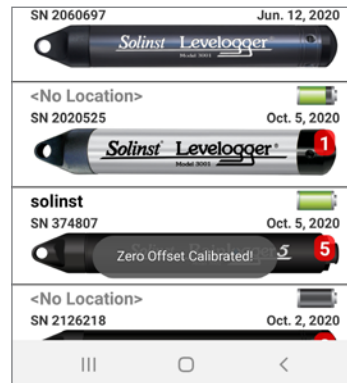 SN 2060697 Jun. 12, 2020
Solinst Levelogger
Model 3001
<No Location>
SN 2020525 Oct. 5, 2020
Solinst Levelogger® 1
Model 3001
solinst
SN 374807 Oct. 5, 2020
Zero Offset Calibrated! 5 5
<No Location>
SN 2126218 Oct. 2, 2020